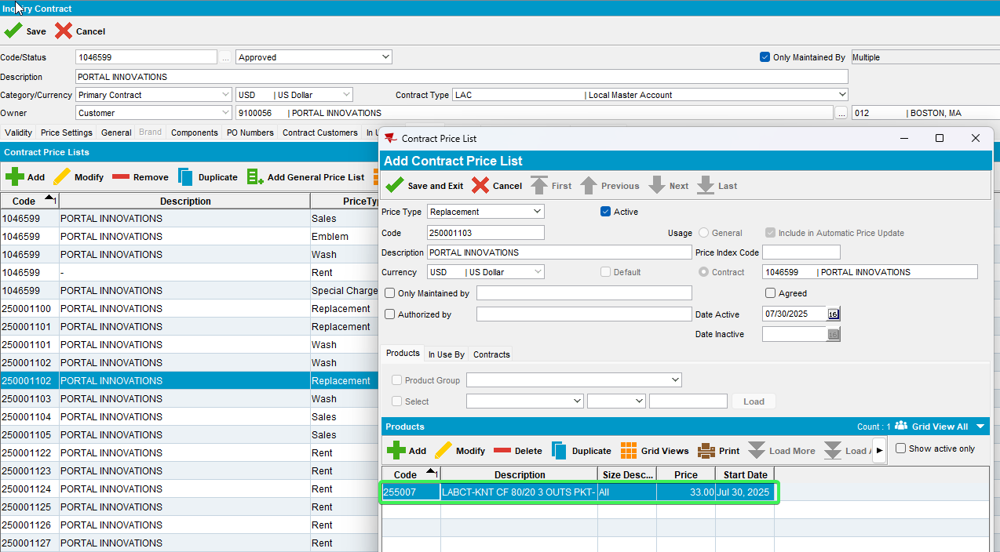 Inquiry Contract
Save Cancel
Code/Status 1046599 ... Approved Only Maintained By Multiple
Description PORTAL INNOVATIONS
Category/Currency Primary Contract USD | US Dollar Contract Type LAC | Local Master Account
Owner Customer 9100056 | PORTAL INNOVATIONS ... 012 | BOSTON, MA
Validity Price Settings General Brand Components PO Numbers Contract Customers In U
Contract Price Lists
Add Modify Remove Duplicate Add General Price List
Code 1 Description PriceTyp
1046599 PORTAL INNOVATIONS Sales
1046599 PORTAL INNOVATIONS Emblem
1046599 PORTAL INNOVATIONS Wash
1046599 - Rent
1046599 PORTAL INNOVATIONS Special Charge
250001100 PORTAL INNOVATIONS Replacement
250001101 PORTAL INNOVATIONS Replacement
250001101 PORTAL INNOVATIONS Wash
250001102 PORTAL INNOVATIONS Wash
250001102 PORTAL INNOVATIONS Replacement
250001103 PORTAL INNOVATIONS Wash
250001104 PORTAL INNOVATIONS Sales
250001105 PORTAL INNOVATIONS Sales
250001122 PORTAL INNOVATIONS Rent
250001123 PORTAL INNOVATIONS Rent
250001124 PORTAL INNOVATIONS Rent
250001125 PORTAL INNOVATIONS Rent
250001126 PORTAL INNOVATIONS Rent
250001127 PORTAL INNOVATIONS Rent
Contract Price List
Add Contract Price List
Save and Exit Cancel First Previous Next Last
Price Type Replacement Active
Code 250001103 Usage General Include in Automatic Price Update
Description PORTAL INNOVATIONS Price Index Code
Currency USD | US Dollar Default Contract 1046599 | PORTAL INNOVATIONS
Only Maintained by Agreed
Authorized by Date Active 07/30/2025 16
Date Inactive 16
Products In Use By Contracts
Product Group
Select Load
Products Count : 1 Grid View All
Add Modify Delete Duplicate Grid Views Print Load More Load A Show active only
Code 1 Description Size Desc... Price Start Date
255007 LABCT-KNT CF 80/20 3 OUTS PKT- All 33.00 Jul 30, 2025